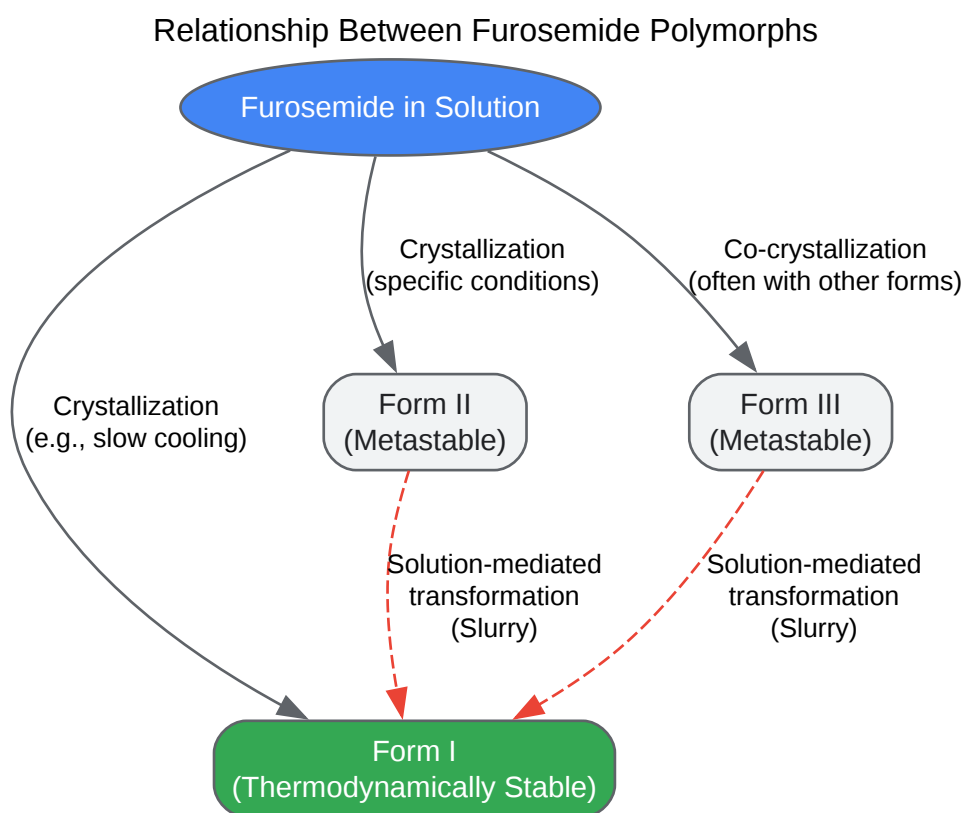 Relationship Between Furosemide Polymorphs
Furosemide in Solution
Crystallization
(specific conditions)
Co-crystallization
(often with other forms)
Crystallization
(e.g., slow cooling)
Form II
(Metastable)
Form III
(Metastable)
Solution-mediated
transformation
(Slurry)
Solution-mediated
transformation
(Slurry)
Form I
(Thermodynamically Stable)